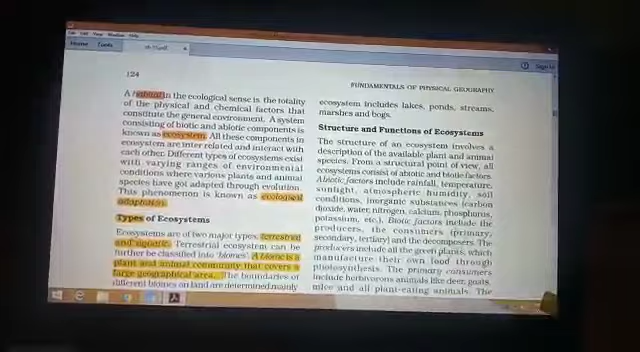 File Edit View Window Help
Home Tools
Sign In
124
FUNDAMENTALS OF PHYSICAL GEOGRAPHY
A habitat in the ecological sense is the totality
of the physical and chemical factors that
constitute the general environment. A system
consisting of biotic and abiotic components is
known as ecosystem. All these components in
ecosystem are inter related and interact with
each other. Different types of ecosystems exist
with varying ranges of environmental
conditions where various plants and animal
species have got adapted through evolution.
This phenomenon is known as ecological
adaptation.
Types of Ecosystems
Ecosystems are of two major types: terrestrial
and aquatic. Terrestrial ecosystem can be
further be classified into 'biomes'. A biome is a
plant and animal community that covers a
large geographical area. The boundaries of
different biomes on land are determined mainly
ecosystem includes lakes, ponds, streams,
marshes and bogs.
Structure and Functions of Ecosystems
The structure of an ecosystem involves a
description of the available plant and animal
species. From a structural point of view, all
ecosystems consist of abiotic and biotic factors.
Abiotic factors include rainfall, temperature,
sunlight, atmospheric humidity, soil
conditions, inorganic substances (carbon
dioxide, water, nitrogen, calcium, phosphorus,
potassium, etc.). Biotic factors include the
producers, the consumers (primary,
secondary, tertiary) and the decomposers. The
producers include all the green plants, which
manufacture their own food through
photosynthesis. The primary consumers
include herbivorous animals like deer, goats,
mice and all plant-eating animals. The